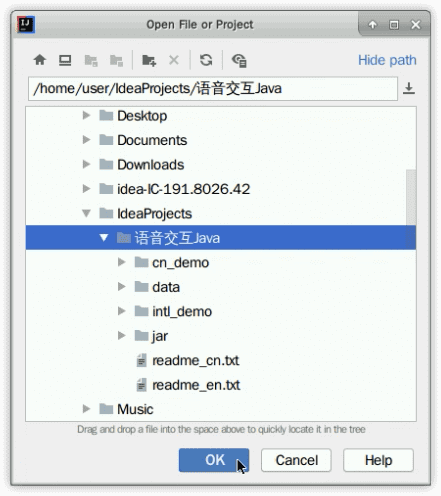 Open File or Project
Hide path
/home/user/IdeaProjects/语音交互Java
Desktop
Documents
Downloads
idea-IC-191.8026.42
IdeaProjects
语音交互Java
cn_demo
data
intl_demo
jar
readme_cn.txt
readme_en.txt
Music
Drag and drop a file into the space above to quickly locate it in the tree
OK Cancel Help